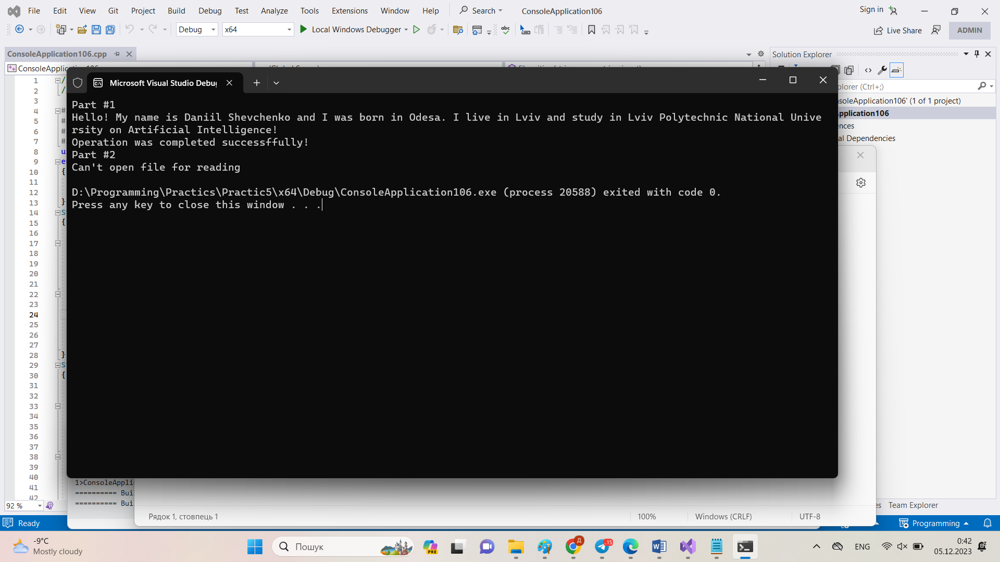 File Edit View Git Project Build Debug Test Analyze Tools Extensions Window Help Search ConsoleApplication106 Sign in
Debug x64 Local Windows Debugger Live Share ADMIN
ConsoleApplication106.cpp Solution Explorer
ConsoleApplication106
Microsoft Visual Studio Debug
plorer (Ctrl+;)
Part #1
Hello! My name is Daniil Shevchenko and I was born in Odesa. I live in Lviv and study in Lviv Polytechnic National Unive
rsity on Artificial Intelligence!
Operation was completed successffully!
Part #2
Can't open file for reading
D:\Programming\Practics\Practic5\x64\Debug\ConsoleApplication106.exe (process 20588) exited with code 0.
Press any key to close this window . . .
nsoleApplication106' (1 of 1 project)
Application106
ences
al Dependencies
1 //
2 /
3
4 #
5 #
6 #
7 #
8 u
9 e
10 {
11
12
13 }
14 S
15 {
16
17
18
19
20
21
22
23
24
25
26
27
28 }
29 S
30 {
31
32
33
34
35
36
37
38
39
40
41
42
1>ConsoleAppli
========== Bui
========== Bui
92 %
es Team Explorer
Рядок 1, стовпець 1 100% Windows (CRLF) UTF-8
Ready Programming
-9°C
Mostly cloudy
Пошук
PRE
Д
15
ENG
0:42
05.12.2023